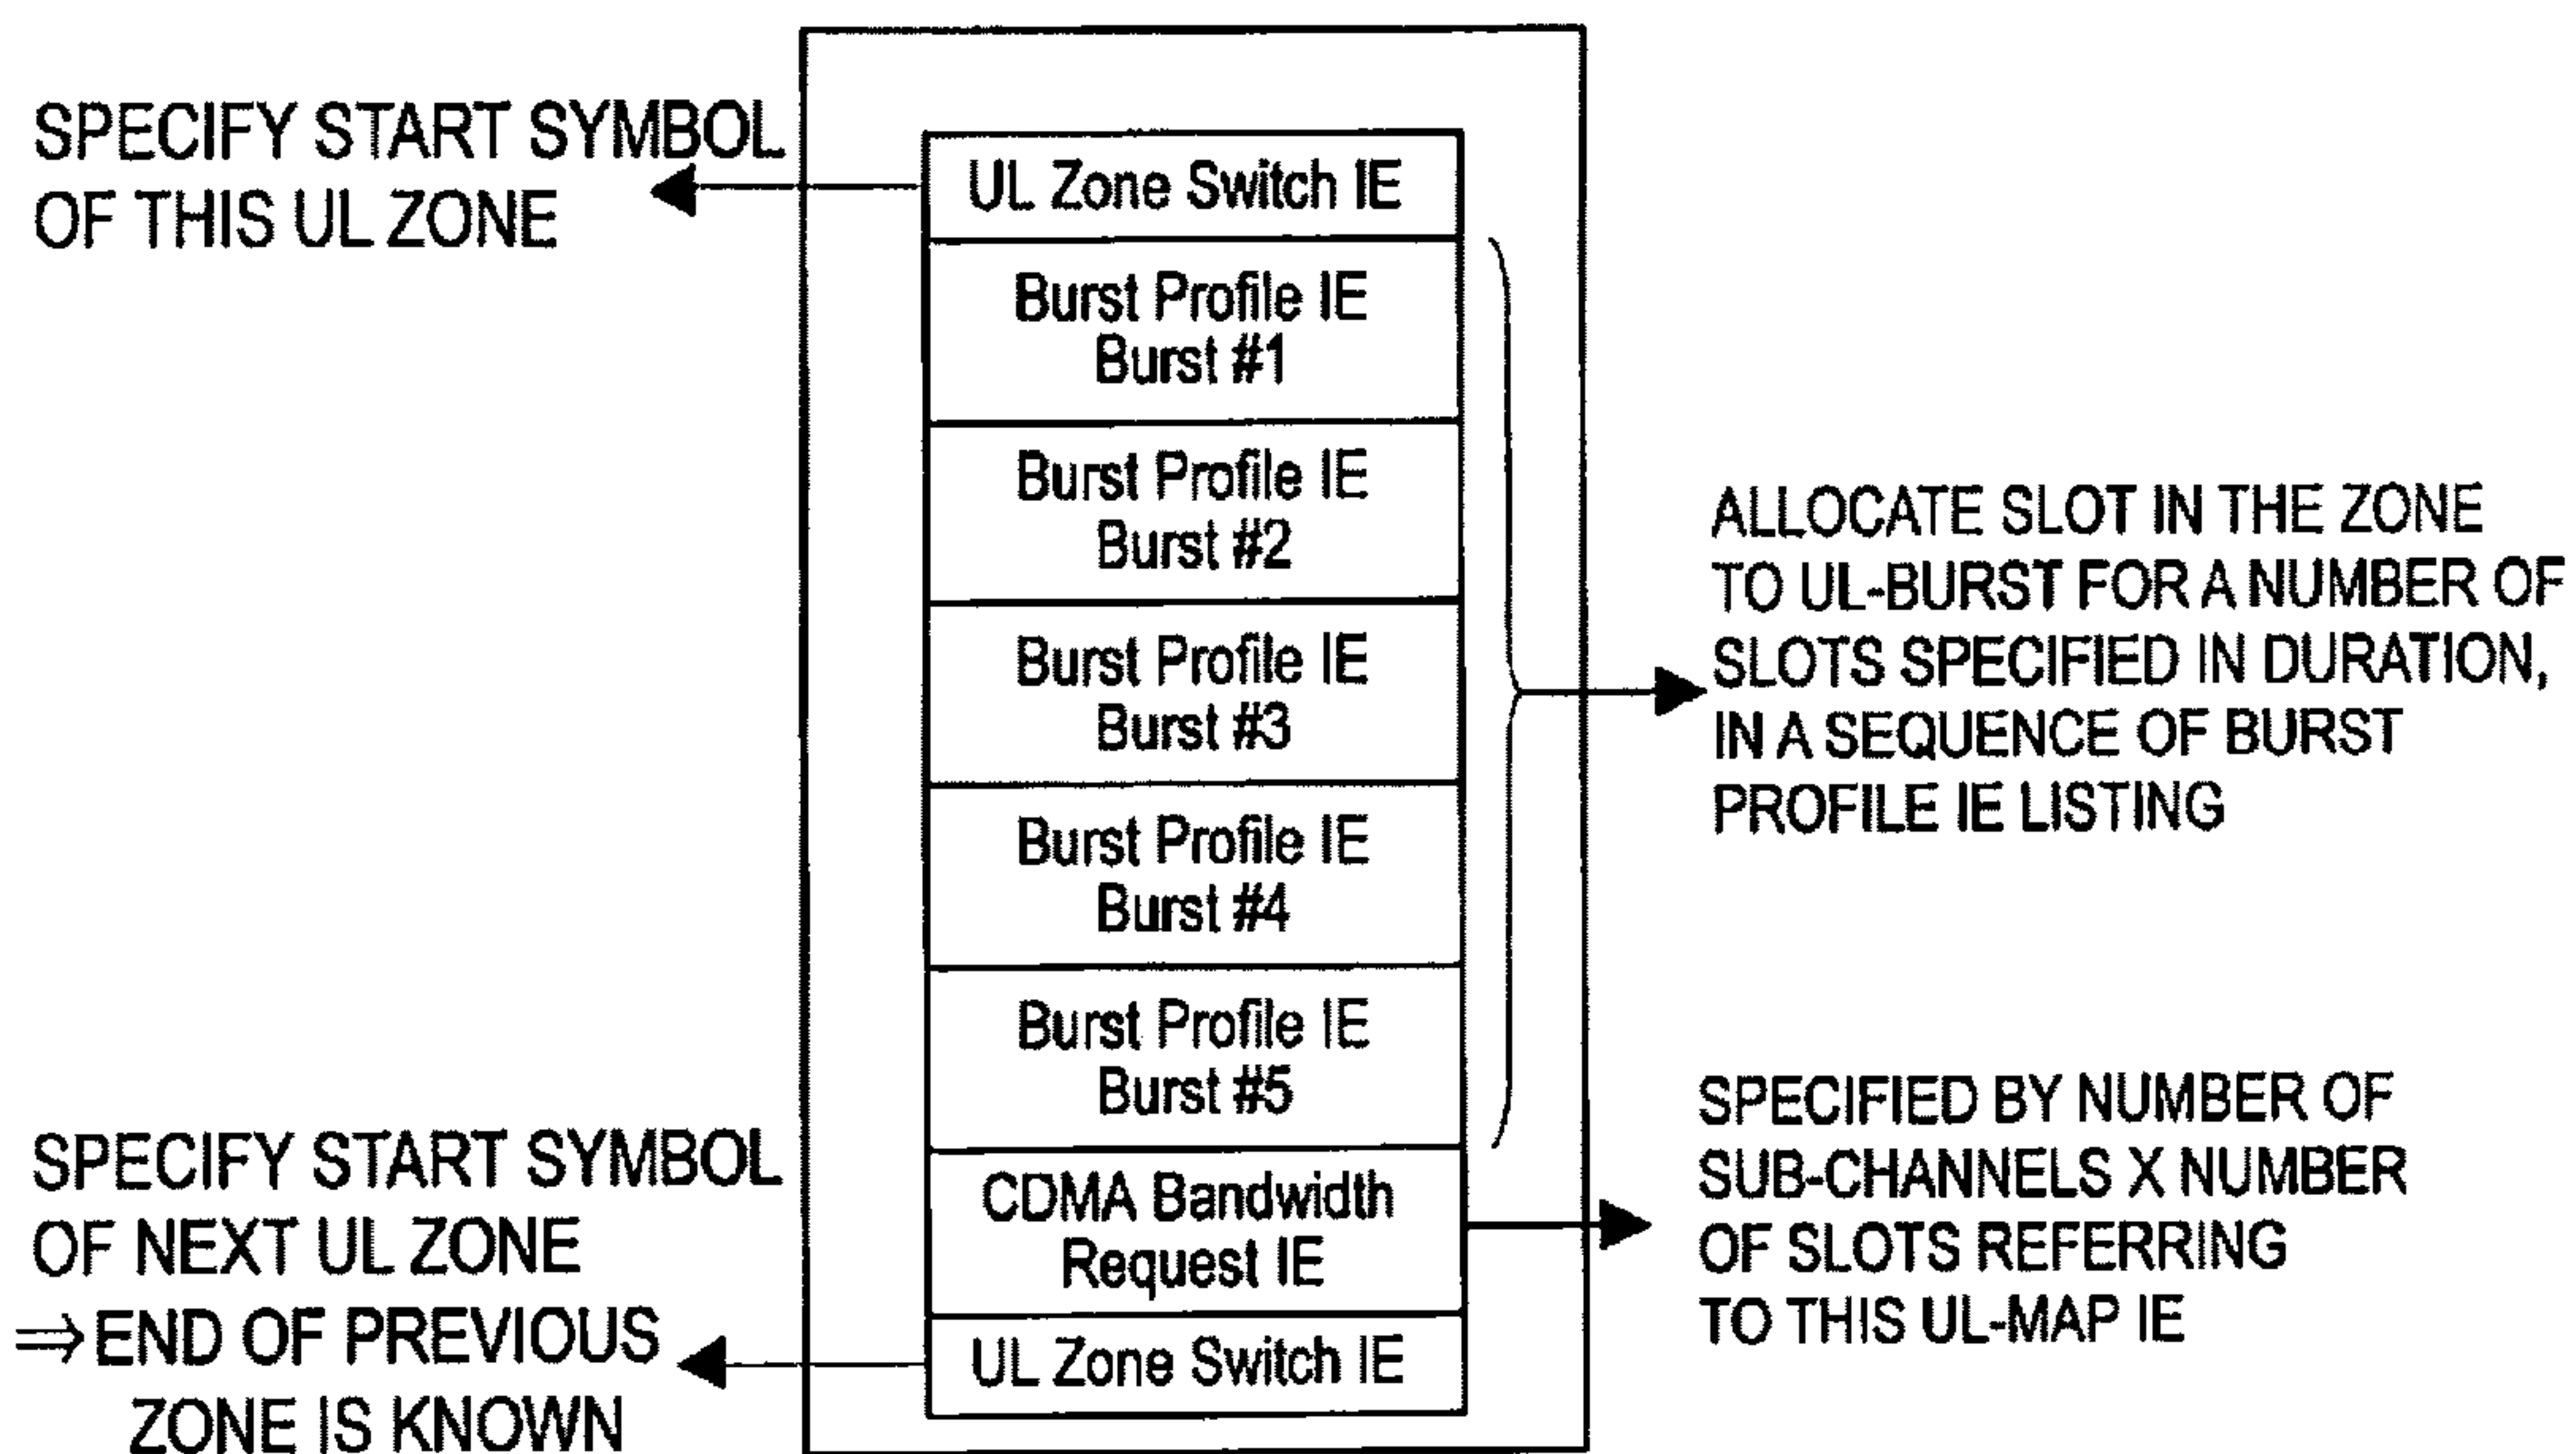 SPECIFY START SYMBOL
OF THIS UL ZONE
UL Zone Switch IE
Burst Profile IE
Burst #1
Burst Profile IE
Burst #2
Burst Profile IE
Burst #3
Burst Profile IE
Burst #4
Burst Profile IE
Burst #5
CDMA Bandwidth
Request IE
UL Zone Switch IE
ALLOCATE SLOT IN THE ZONE
TO UL-BURST FOR A NUMBER OF
SLOTS SPECIFIED IN DURATION,
IN A SEQUENCE OF BURST
PROFILE IE LISTING
SPECIFIED BY NUMBER OF
SUB-CHANNELS X NUMBER
OF SLOTS REFERRING
TO THIS UL-MAP IE
SPECIFY START SYMBOL
OF NEXT UL ZONE
⇒ END OF PREVIOUS
ZONE IS KNOWN